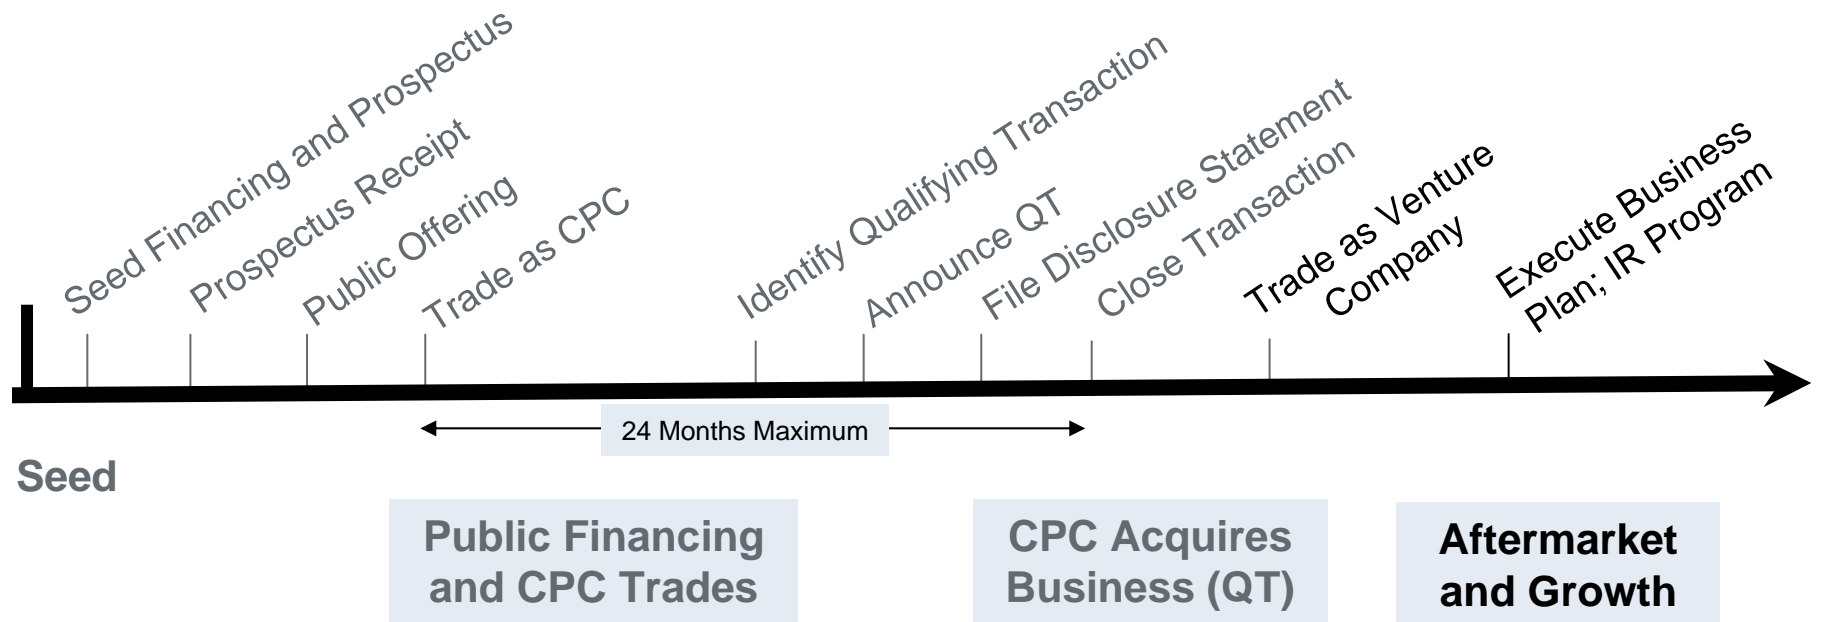 Seed Financing and Prospectus
Prospectus Receipt
Public Offering
Trade as CPC
Identify Qualifying Transaction
Announce QT
File Disclosure Statement
Close Transaction
Trade as Venture
Company
Execute Business
Plan; IR Program
24 Months Maximum
Seed
Public Financing
and CPC Trades
CPC Acquires
Business (QT)
Aftermarket
and Growth